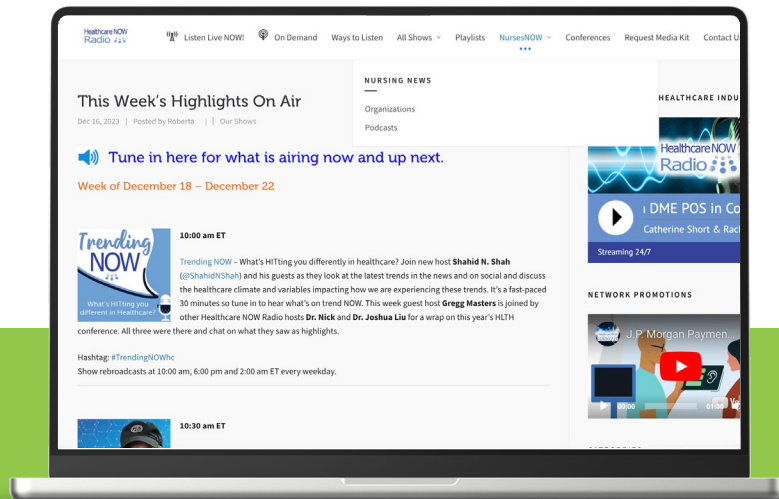 Healthcare NOW
Radio
Listen Live NOW!
On Demand
Ways to Listen
All Shows
Playlists
NursesNOW
Conferences
Request Media Kit
Contact U
NURSING NEWS
Organizations
Podcasts
This Week's Highlights On Air
Dec 16, 2023 | Posted by Roberta | | Our Shows
Tune in here for what is airing now and up next.
Week of December 18 – December 22
Trending
NOW
What's HITting you
different in Healthcare?
10:00 am ET
Trending NOW – What's HITting you differently in healthcare? Join new host Shahid N. Shah
(@ShahidNShah) and his guests as they look at the latest trends in the news and on social and discuss
the healthcare climate and variables impacting how we are experiencing these trends. It's a fast-paced
30 minutes so tune in to hear what's on trend NOW. This week guest host Gregg Masters is joined by
other Healthcare NOW Radio hosts Dr. Nick and Dr. Joshua Liu for a wrap on this year's HLTH
conference. All three were there and chat on what they saw as highlights.
Hashtag: #TrendingNOWhc
Show rebroadcasts at 10:00 am, 6:00 pm and 2:00 am ET every weekday.
10:30 am ET
HEALTHCARE INDU
Healthcare NOW
Radio
DME POS in Co
Catherine Short & Rac
Streaming 24/7
NETWORK PROMOTIONS
J.P. Morgan Paymen...
00:00
01:30